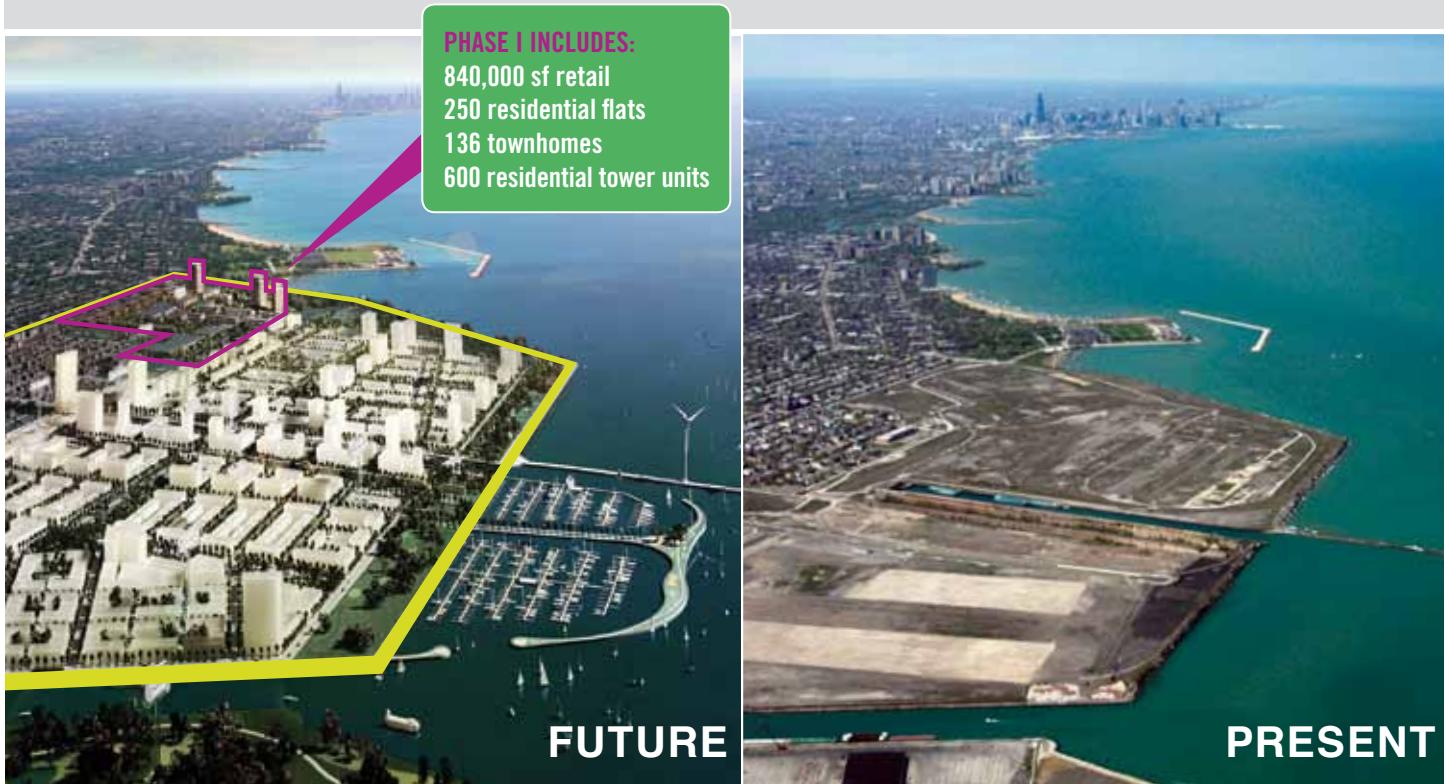 PHASE I INCLUDES:
840,000 sf retail
250 residential flats
136 townhomes
600 residential tower units
FUTURE
PRESENT